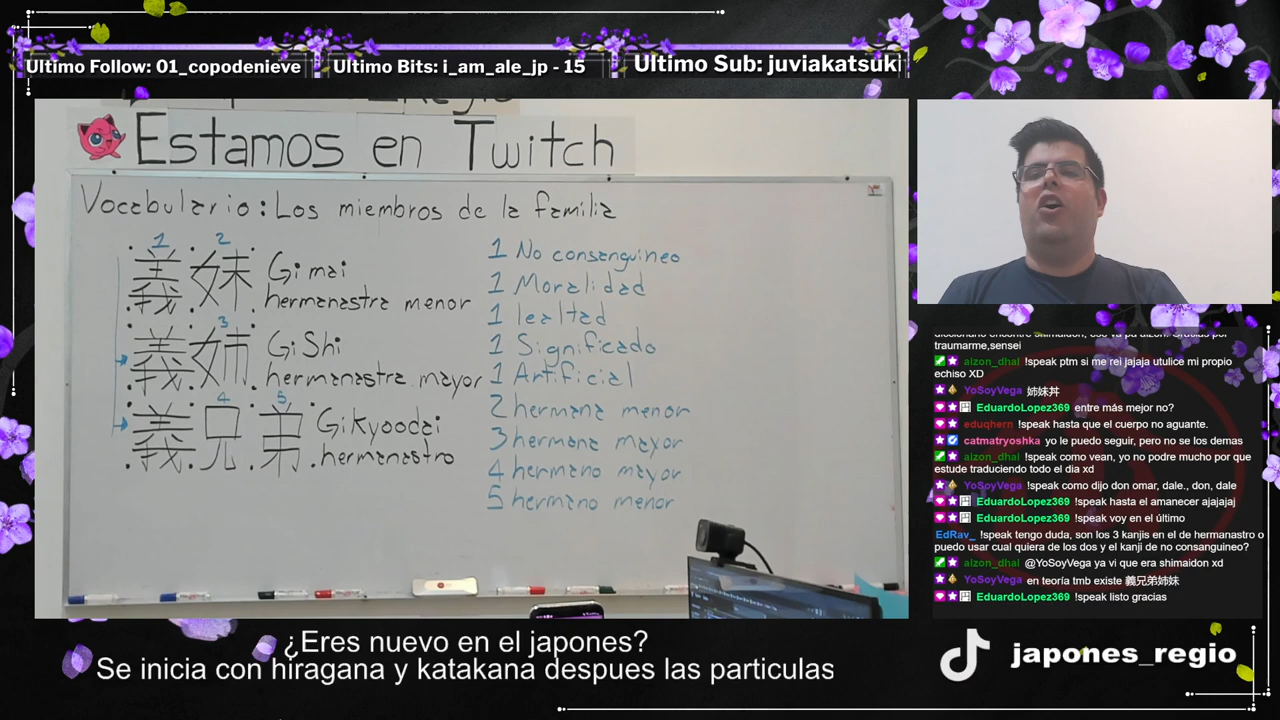 Ultimo Follow: 01_copodenieve
Ultimo Bits: i_am_ale_jp - 15
Ultimo Sub: juviakatsuki
Estamos en Twitch
Vocabulario: Los miembros de la familia
1 2
義妹 Gi mai
hermanastra menor
3
義姉 GiShi
hermanastra mayor
4 5
義兄弟 Gikyoodai
hermanastro
1 No consanguineo
1 Moralidad
1 lealtad
1 Significado
1 Artificial
2 hermana menor
3 hermana mayor
4 hermano mayor
5 hermano menor
traumarme,sensei
alzon_dhal !speak ptm si me rei jajaja utulice mi propio
echiso XD
YoSoyVega 姉妹丼
EduardoLopez369 entre más mejor no?
eduqhern !speak hasta que el cuerpo no aguante.
catmatryoshka yo le puedo seguir, pero no se los demas
alzon_dhal !speak como vean, yo no podre mucho por que
estude traduciendo todo el dia xd
YoSoyVega !speak como dijo don omar, dale., don, dale
EduardoLopez369 !speak hasta el amanecer ajajajaj
EduardoLopez369 !speak voy en el último
EdRav_ !speak tengo duda, son los 3 kanjis en el de hermanastro o
puedo usar cual quiera de los dos y el kanji de no consanguineo?
alzon_dhal @YoSoyVega ya vi que era shimaidon xd
YoSoyVega en teoría tmb existe 義兄弟姉妹
EduardoLopez369 !speak listo gracias
¿Eres nuevo en el japones?
Se inicia con hiragana y katakana despues las particulas
japones_regio